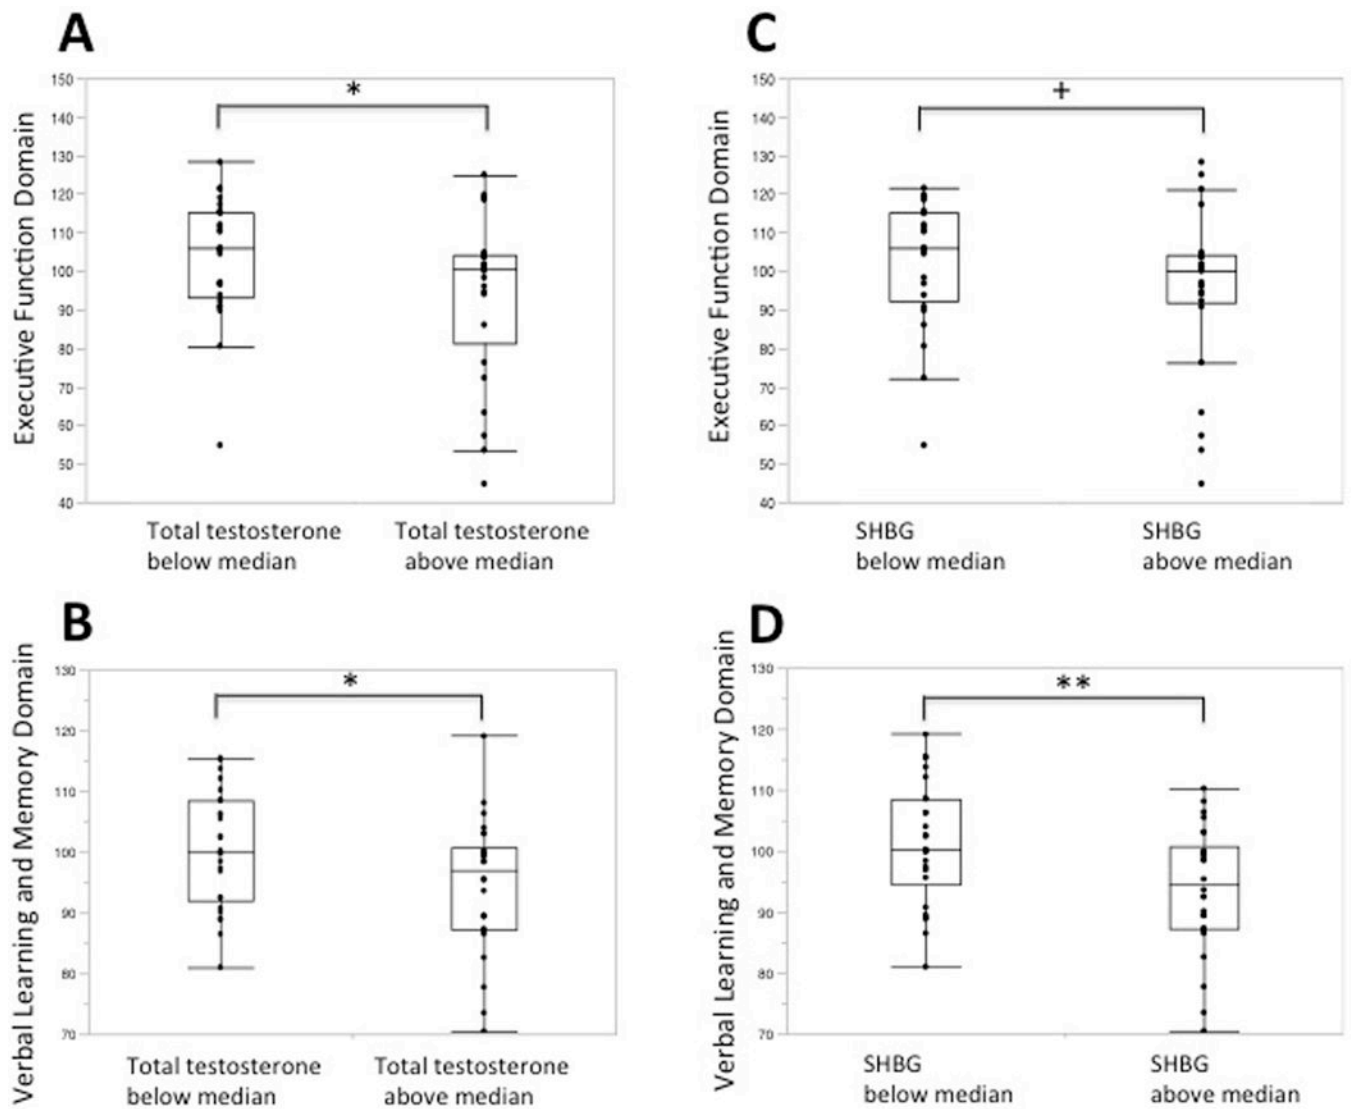 A
Executive Function Domain
150
140
130
120
110
100
90
80
70
60
50
40
*
Total testosterone below median
Total testosterone above median
C
Executive Function Domain
150
140
130
120
110
100
90
80
70
60
50
40
+
SHBG below median
SHBG above median
B
Verbal Learning and Memory Domain
130
120
110
100
90
80
70
*
Total testosterone below median
Total testosterone above median
D
Verbal Learning and Memory Domain
130
120
110
100
90
80
70
**
SHBG below median
SHBG above median